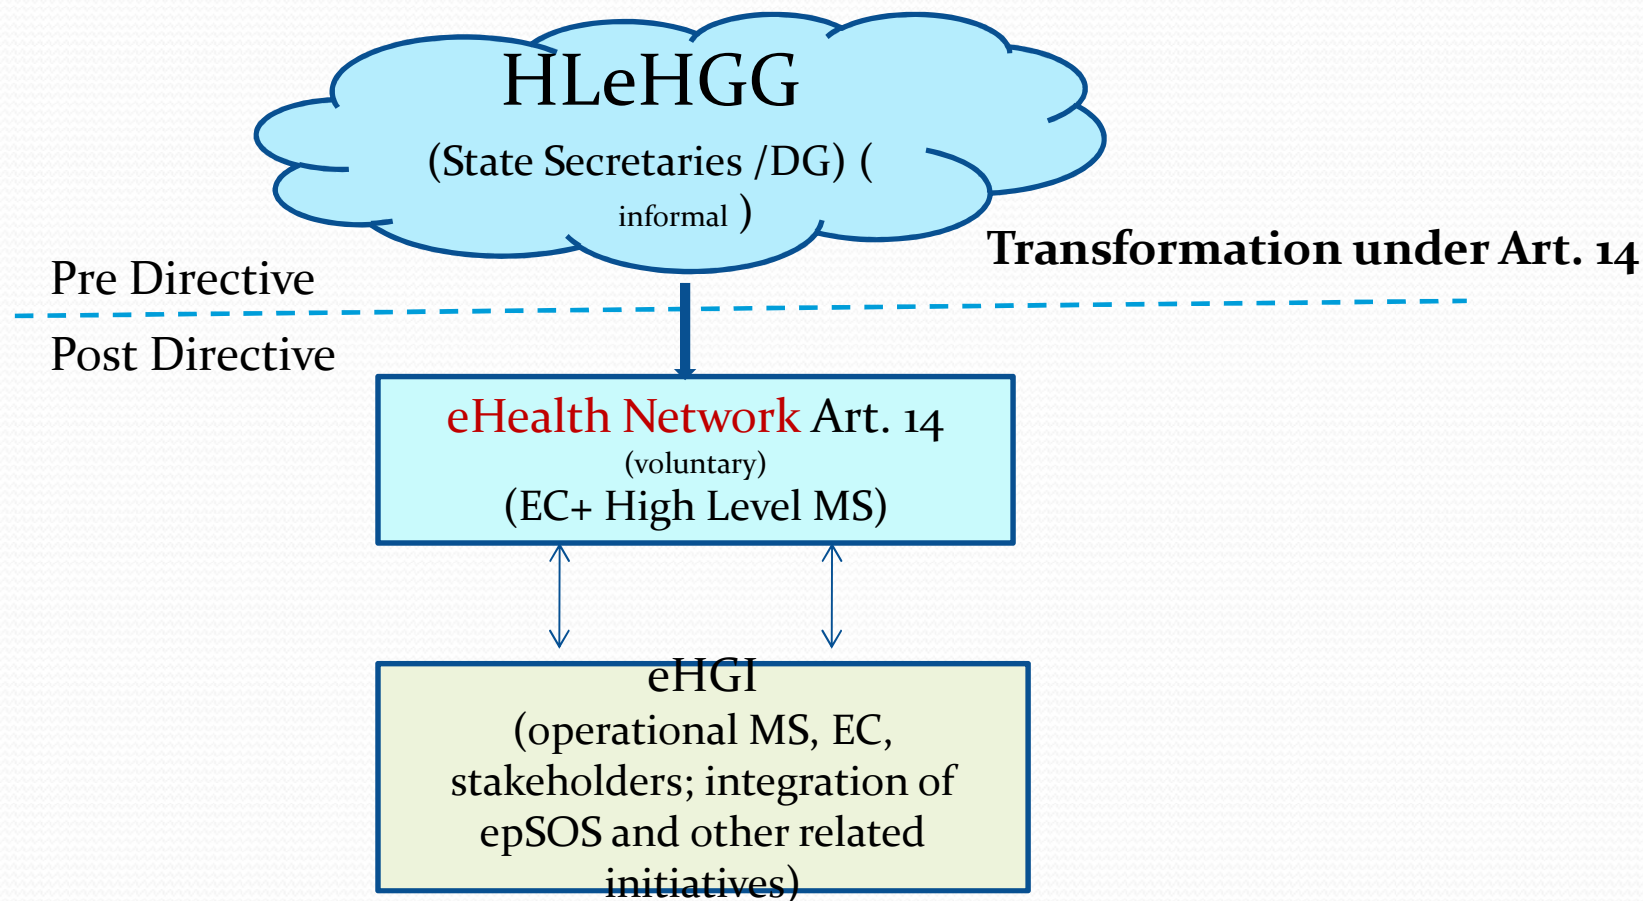 HLeHGG
(State Secretaries /DG) (
informal )
Transformation under Art. 14
Pre Directive
Post Directive
eHealth Network Art. 14
(voluntary)
(EC+ High Level MS)
eHGI
(operational MS, EC,
stakeholders; integration of
epSOS and other related
initiatives)